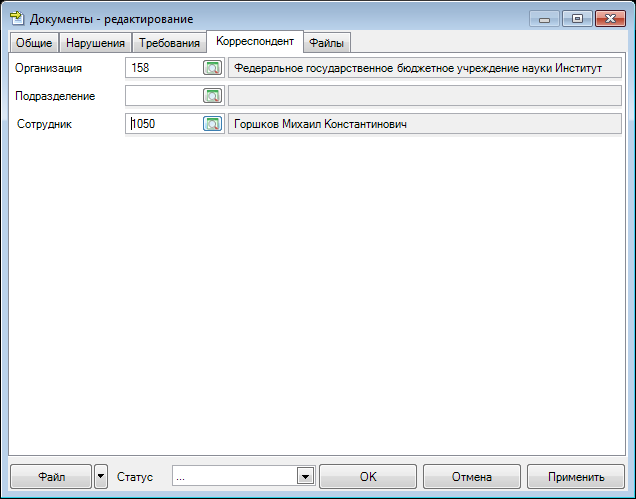 Документы - редактирование
Общие Нарушения Требования Корреспондент Файлы
Организация 158 Федеральное государственное бюджетное учреждение науки Институт
Подразделение
Сотрудник 1050 Горшков Михаил Константинович
Файл Статус ... ОК Отмена Применить